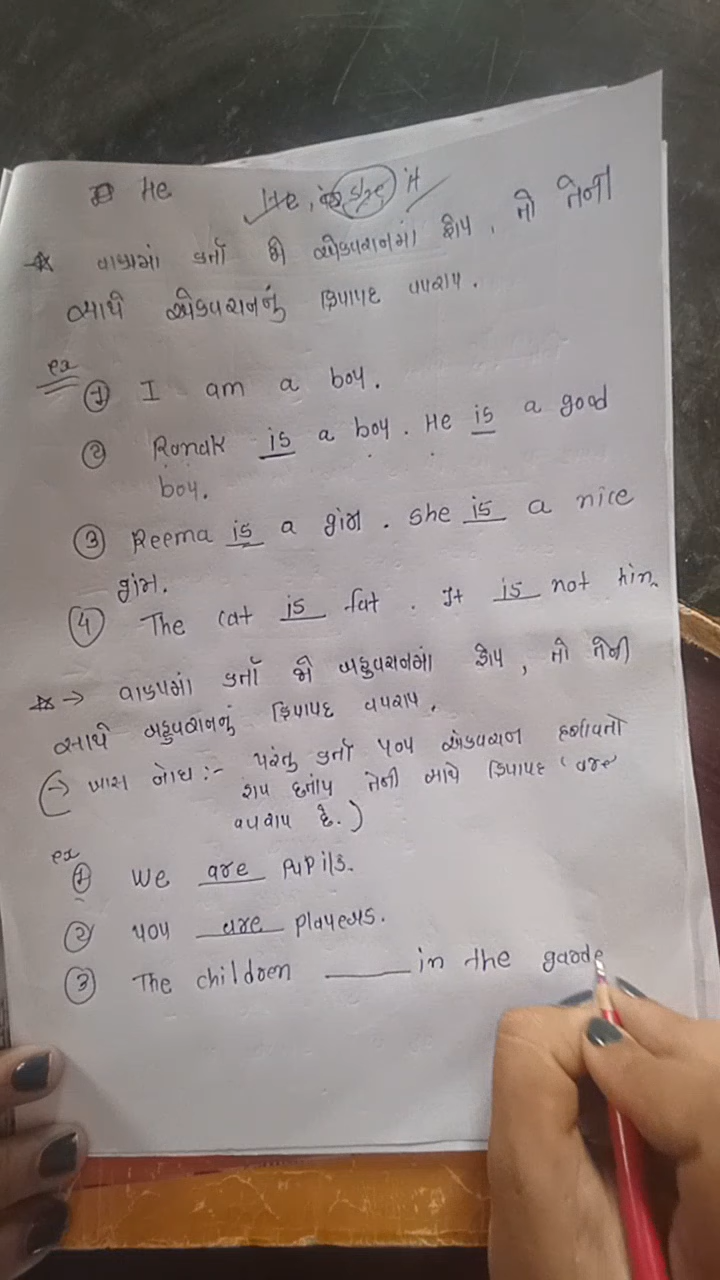 He He, she it
વાક્યમાં કર્તા જો એકવચનમાં હોય, તો તેની
સાથે એકવચનનું ક્રિયાપદ વપરાય.
ex
① I am a boy.
② Ronak is a boy. He is a good
boy.
③ Reema is a girl. she is a nice
girl.
④ The cat is fat. It is not thin.
→ વાક્યમાં કર્તા જો બહુવચનમાં હોય, તો તેની
સાથે બહુવચનનું ક્રિયાપદ વપરાય.
(→ ખાસ નોંધ :- પરંતુ કર્તા you એકવચન દર્શાવતો
હોય છતાંય તેની સાથે ક્રિયાપદ 'are
વપરાય છે.)
ex
① We are Pupils.
② you are players.
③ The children ____ in the garde